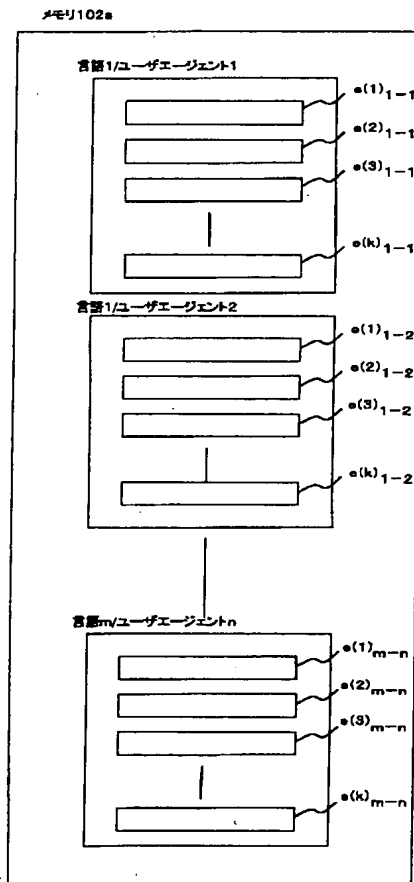 メモリ102a
言語1/ユーザエージェント1
e(1)1-1
e(2)1-1
e(3)1-1
e(k)1-1
言語1/ユーザエージェント2
e(1)1-2
e(2)1-2
e(3)1-2
e(k)1-2
言語m/ユーザエージェントn
e(1)m-n
e(2)m-n
e(3)m-n
e(k)m-n